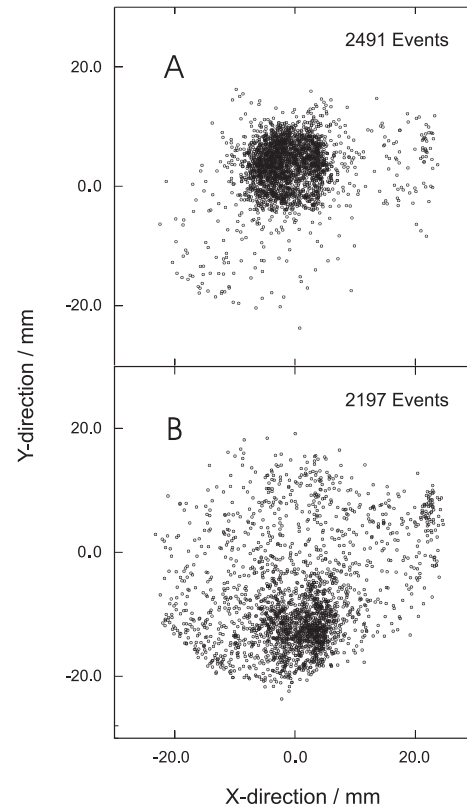 2491 Events
A
20.0
0.0
-20.0
Y-direction / mm
2197 Events
B
20.0
0.0
-20.0
-20.0 0.0 20.0
X-direction / mm